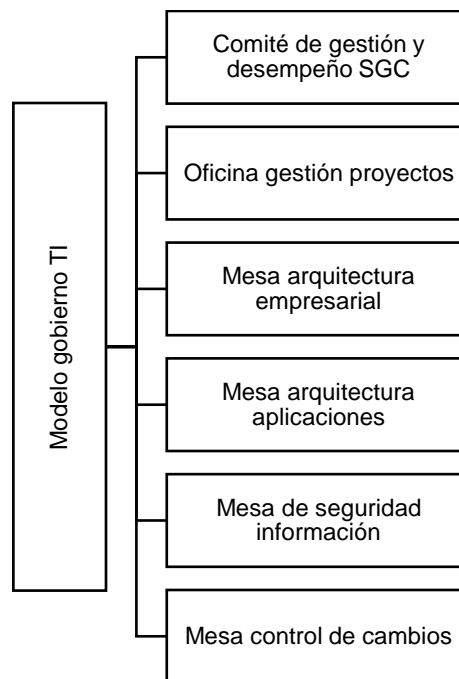 Modelo gobierno TI
Comité de gestión y
desempeño SGC
Oficina gestión proyectos
Mesa arquitectura
empresarial
Mesa arquitectura
aplicaciones
Mesa de seguridad
información
Mesa control de cambios